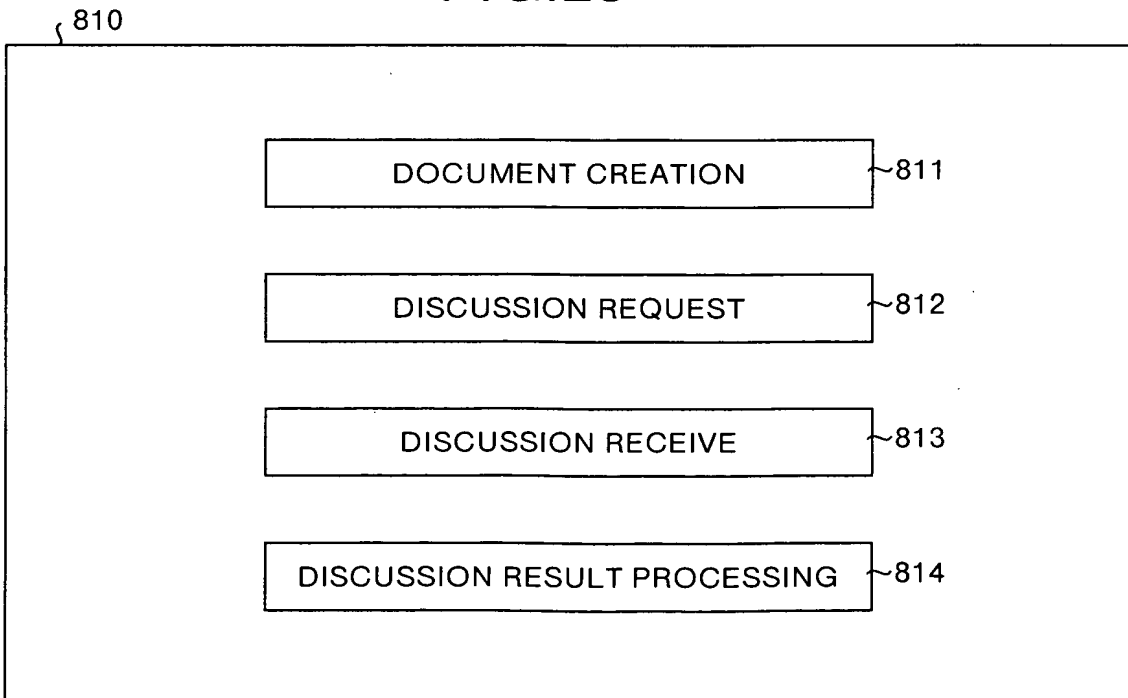 810
DOCUMENT CREATION
811
DISCUSSION REQUEST
812
DISCUSSION RECEIVE
813
DISCUSSION RESULT PROCESSING
814